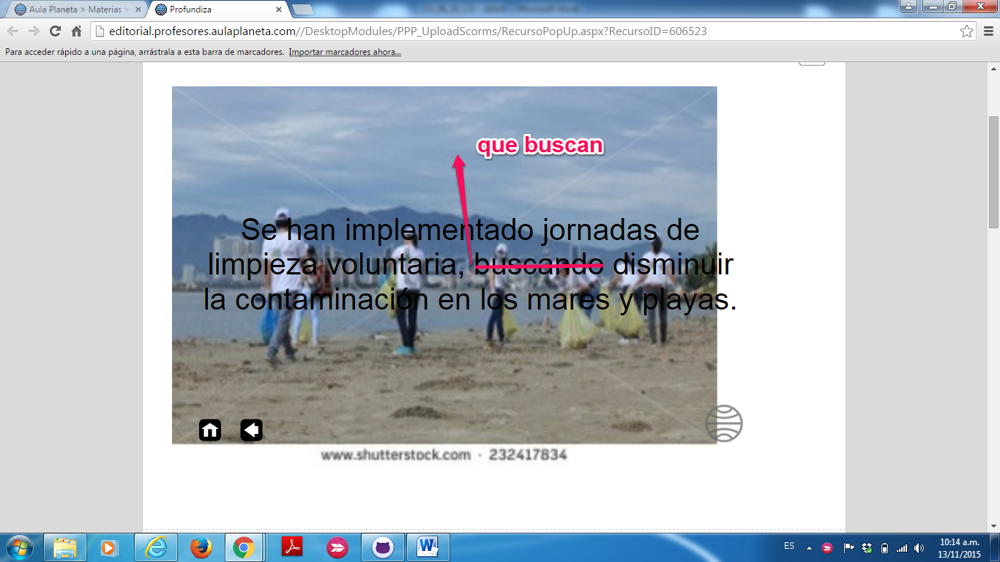 Aula Planeta > Materias >
Profundiza
editorial.profesores.aulaplaneta.com//DesktopModules/PPP_UploadScorms/RecursoPopUp.aspx?RecursoID=606523
Para acceder rápido a una página, arrástrala a esta barra de marcadores. Importar marcadores ahora...
que buscan
Se han implementado jornadas de
limpieza voluntaria, buscando disminuir
la contaminación en los mares y playas.
www.shutterstock.com · 232417834
ES
10:14 a.m.
13/11/2015